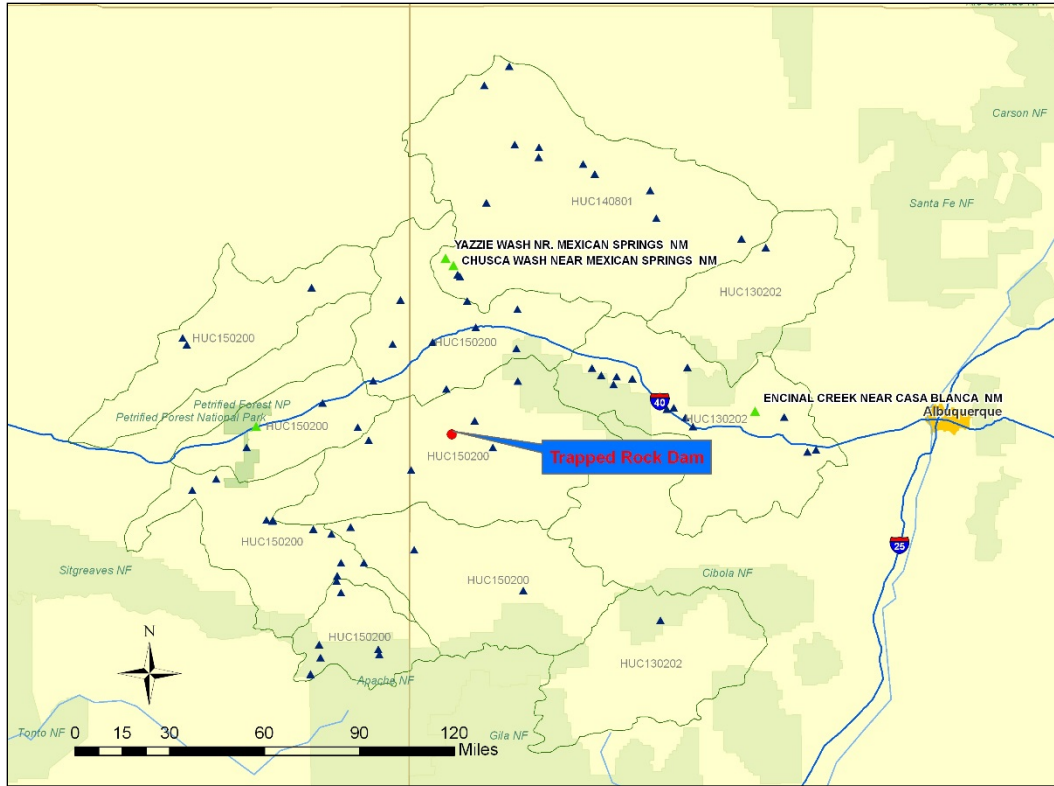 Rio Grande NF
Carson NF
HUC140801
Santa Fe NF
YAZZIE WASH NR. MEXICAN SPRINGS NM
CHUSCA WASH NEAR MEXICAN SPRINGS NM
HUC130202
HUC150200
HUC150200
Petrified Forest NP
Petrified Forest National Park
HUC150200
40
ENCINAL CREEK NEAR CASA BLANCA NM
HUC130202
Albuquerque
HUC150200
Trapped Rock Dam
HUC150200
25
Sitgreaves NF
HUC150200
Cibola NF
HUC150200
HUC130202
N
Apache NF
Tonto NF
Gila NF
0 15 30 60 90 120
Miles